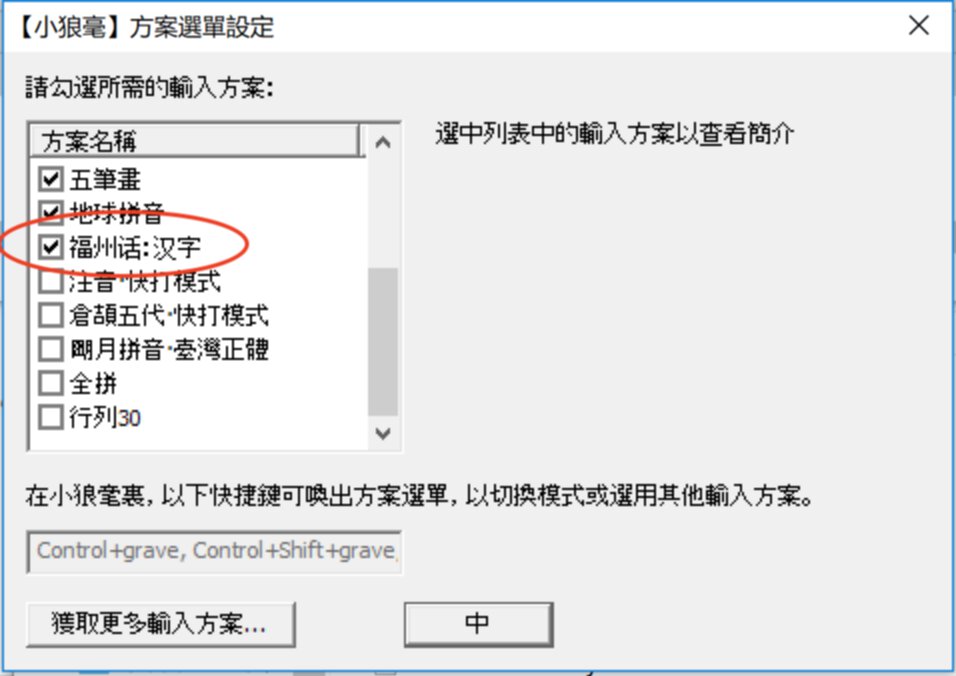 【小狼毫】方案選單設定
請勾選所需的輸入方案:
方案名稱
五筆畫
地球拼音
福州话:汉字
注音·快打模式
倉頡五代·快打模式
朙月拼音·臺灣正體
全拼
行列30
選中列表中的輸入方案以查看簡介
在小狼毫裏, 以下快捷鍵可喚出方案選單, 以切換模式或選用其他輸入方案。
Control+grave, Control+Shift+grave,
獲取更多輸入方案...
中